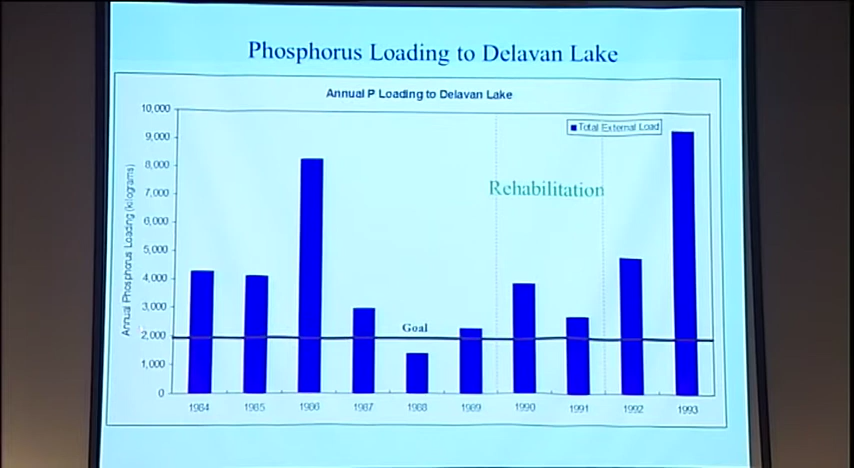 Phosphorus Loading to Delavan Lake
Annual P Loading to Delavan Lake
Total External Load
Rehabilitation
Goal
Annual Phosphorus Loading (kilograms)
10,000
9,000
8,000
7,000
6,000
5,000
4,000
3,000
2,000
1,000
0
1984 1985 1986 1987 1988 1989 1990 1991 1992 1993